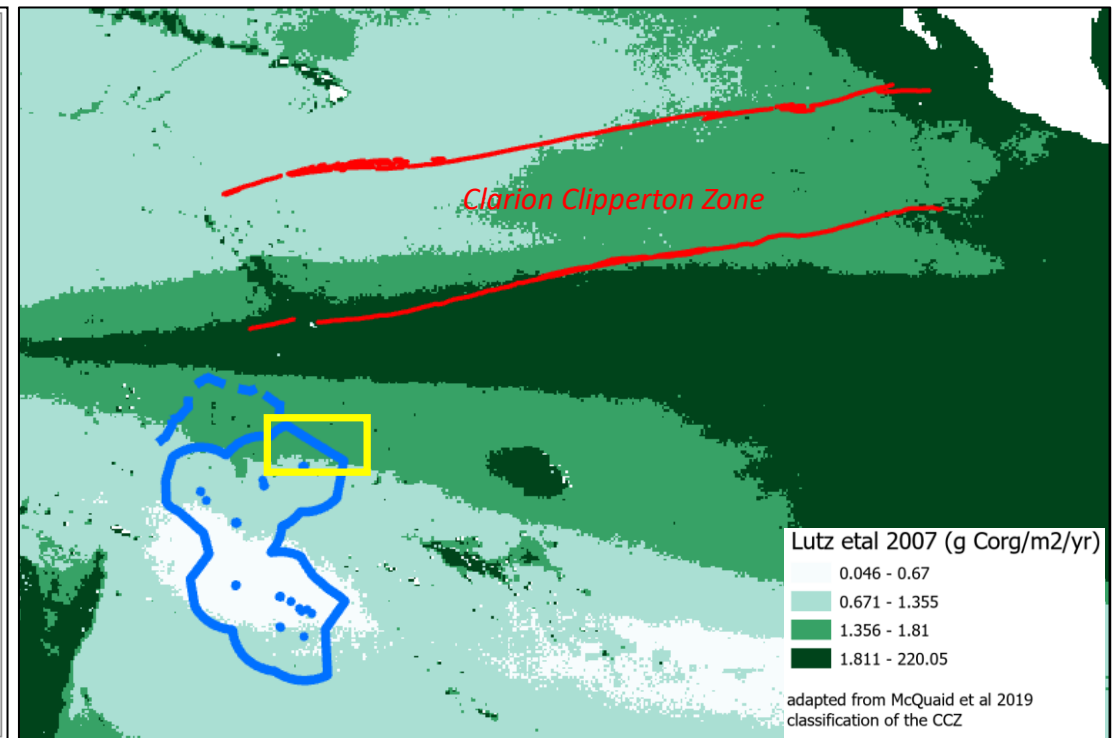 Clarion Clipperton Zone
Lutz etal 2007 (g Corg/m2/yr)
0.046 - 0.67
0.671 - 1.355
1.356 - 1.81
1.811 - 220.05
adapted from McQuaid et al 2019
classification of the CCZ